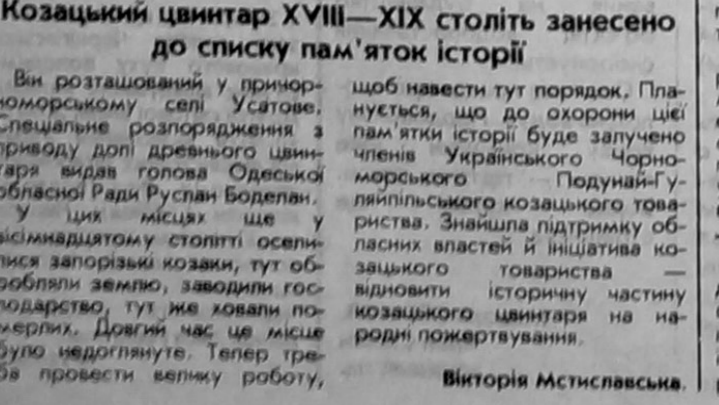 Козацький цвинтар XVIII—XIX століть занесено
до списку пам'яток історії
Він розташований у причор-
номорському селі Усатове.
Спеціальне розпорядження з
приводу долі древнього цвин-
таря видав голова Одеської
обласної Ради Руслан Боделан.
У цих місцях ще у
вісімнадцятому столітті осели-
лися запорізькі козаки, тут об-
робляли землю, заводили гос-
подарство, тут же ховали по-
мерлих. Довгий час це місце
було недоглянуте. Тепер тре-
ба провести велику роботу,
щоб навести тут порядок. Пла-
нується, що до охорони цієї
пам'ятки історії буде залучено
членів Українського Чорно-
морського Подунай-Гу-
ляйпільського козацького това-
риства. Знайшла підтримку об-
ласних властей й ініціатива ко-
зацького товариства —
відновити історичну частину
козацького цвинтаря на на-
родні пожертвування.
Вікторія Мстиславська.